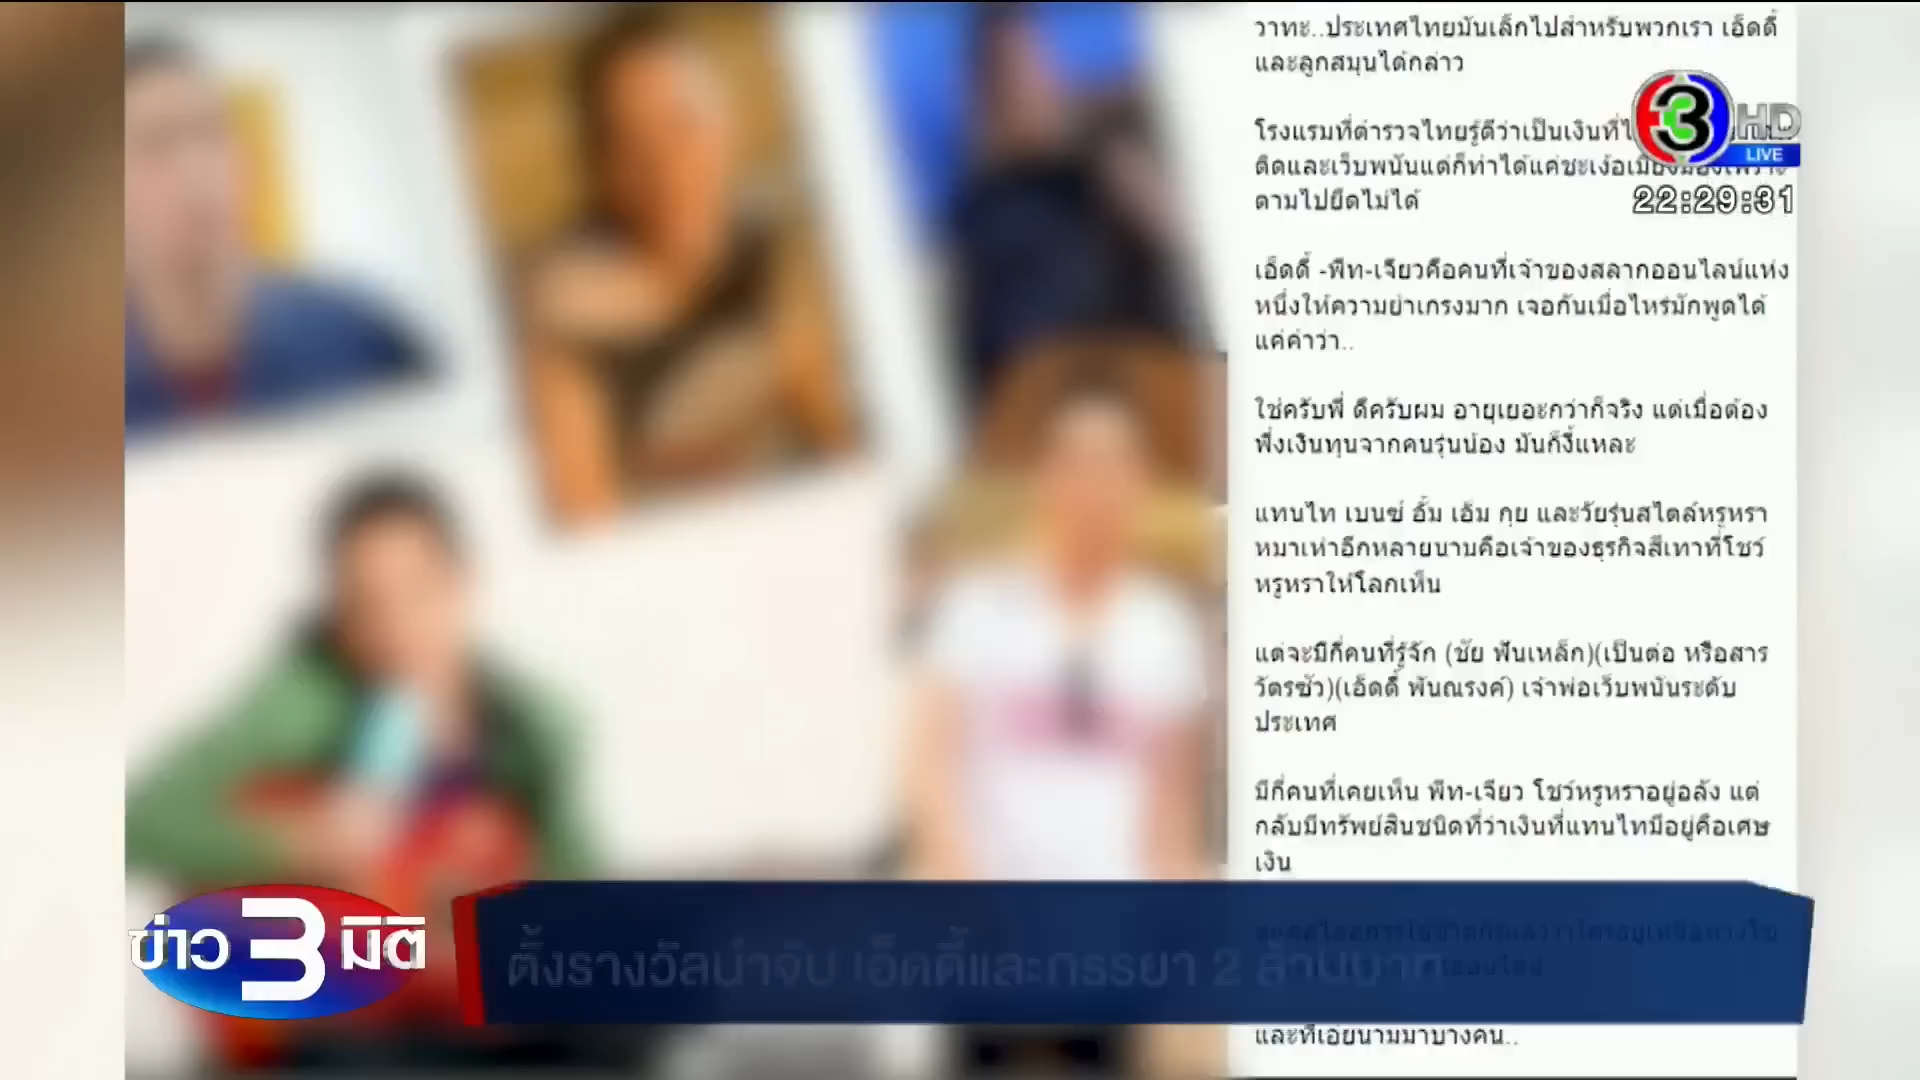 วาทะ..ประเทศไทยมันเล็กไปสำหรับพวกเรา เอ็ดดี้
และลูกสมุนได้กล่าว
3 HD
LIVE
22:29:31
โรงแรมที่ตำรวจไทยรู้ดีว่าเป็นเงินที่
ติดและเว็บพนันแต่ก็ทำได้แค่ชะเง้อเมียงมองเพราะ
ตามไปยึดไม่ได้
เอ็ดดี้ -พีท-เจียวคือคนที่เจ้าของสลากออนไลน์แห่ง
หนึ่งให้ความยำเกรงมาก เจอกันเมื่อไหร่มักพูดได้
แค่คำว่า..
ใช่ครับพี่ ดีครับผม อายุเยอะกว่าก็จริง แต่เมื่อต้อง
พึ่งเงินทุนจากคนรุ่นน้อง มันก็งี้แหละ
แทนไท เบนซ์ อั้ม เอ็ม กุย และวัยรุ่นสไตล์หรูหรา
หมาเห่าอีกหลายนามคือเจ้าของธุรกิจสีเทาที่โชว์
หรูหราให้โลกเห็น
แต่จะมีกี่คนที่รู้จัก (ชัย ฟันเหล็ก)(เป็นต่อ หรือสาร
วัตรซัว)(เอ็ดดี้ พันณรงค์) เจ้าพ่อเว็บพนันระดับ
ประเทศ
มีกี่คนที่เคยเห็น พีท-เจียว โชว์หรูหราอยู่อลัง แต่
กลับมีทรัพย์สินชนิดที่ว่าเงินที่แทนไทมีอยู่คือเศษ
เงิน
ข่าว 3 มิติ
ตั้งรางวัลนำจับ เอ็ดดี้และภรรยา 2 ล้านบาท
และที่เอ่ยนามมาบางคน..